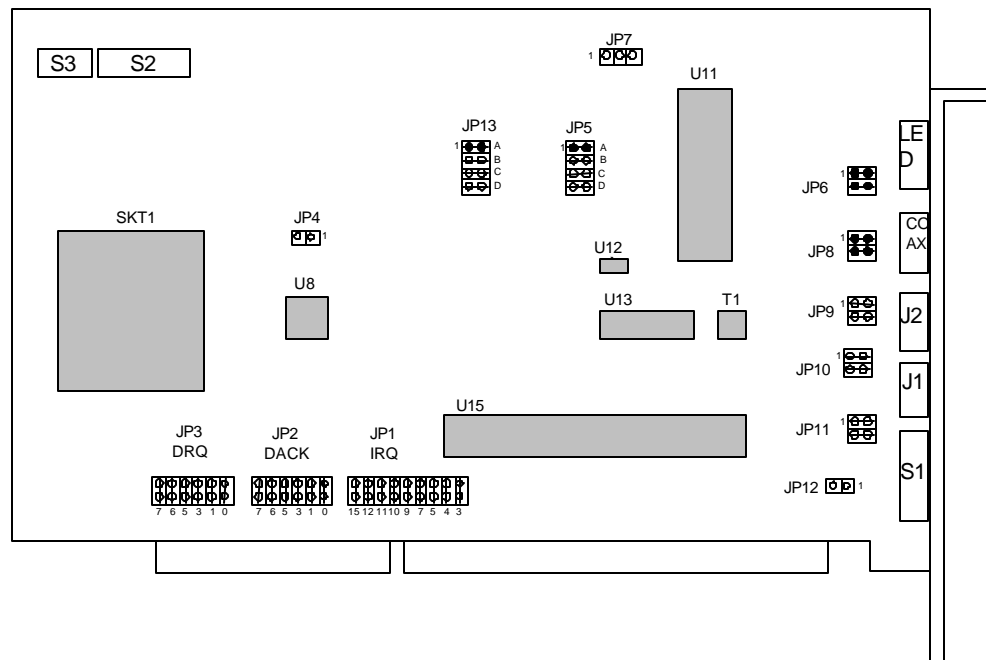 JP7
1
S3 S2
U11
JP13
JP5
1 A
B
C
D
1 A
B
C
D
LE
D
1
JP6
SKT1
JP4
1
CO
AX
1
JP8
U12
U8
U13
T1
1
JP9
J2
1
JP10
J1
U15
1
JP11
JP3
DRQ
JP2
DACK
JP1
IRQ
S1
JP12 1
7 6 5 3 1 0
7 6 5 3 1 0
15 12 11 10 9 7 5 4 3